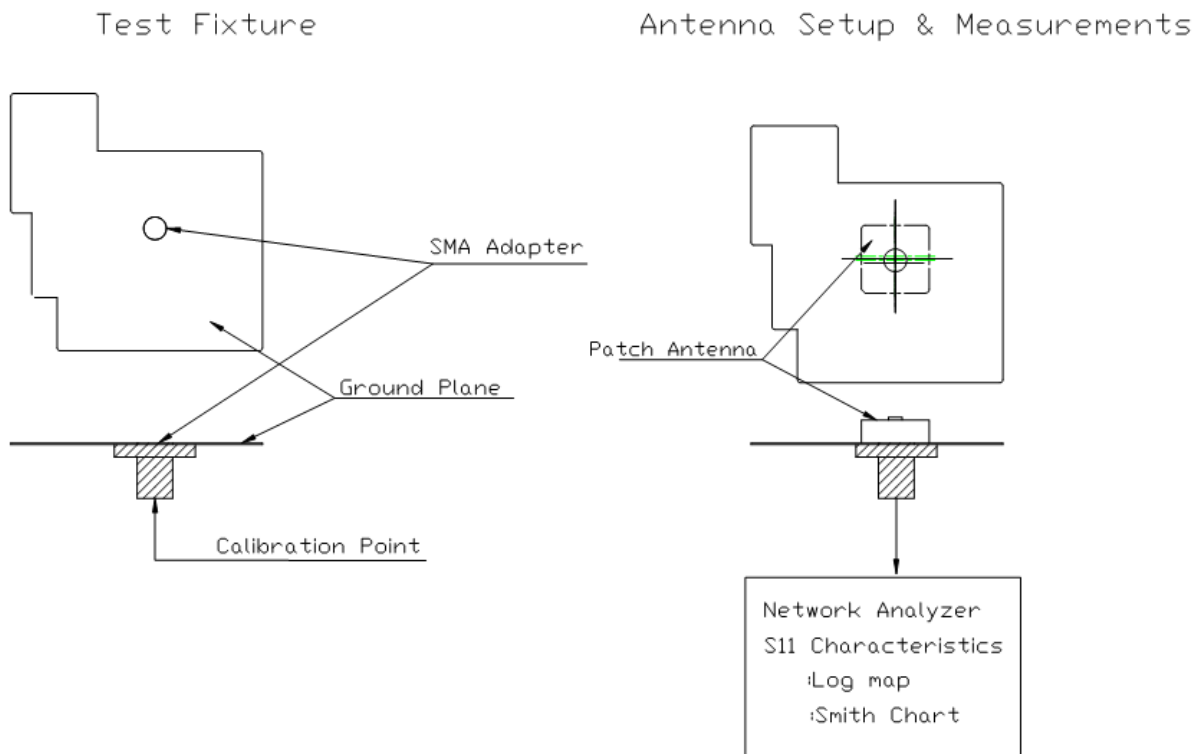 Test Fixture
Antenna Setup & Measurements
SMA Adapter
Ground Plane
Calibration Point
Patch Antenna
Network Analyzer
S11 Characteristics
:Log map
:Smith Chart